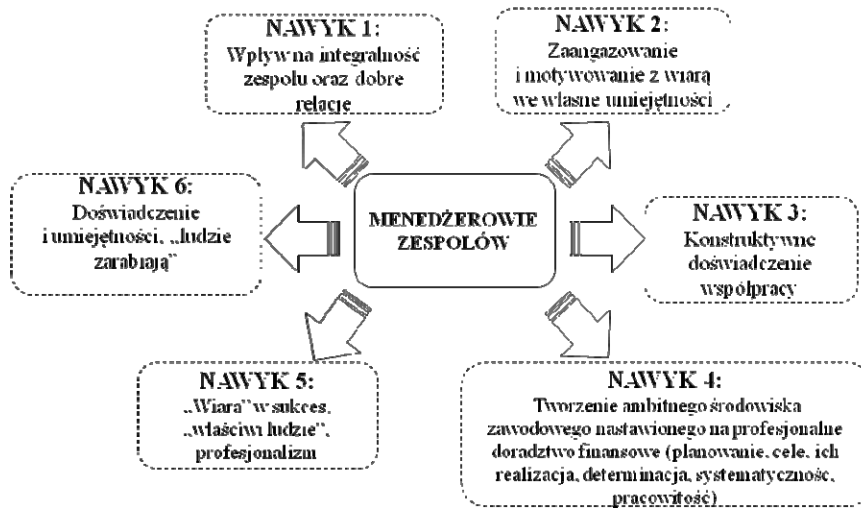 NAWYK 1:
Wpływ na integralność
zespołu oraz dobre
relacje
NAWYK 2:
Zaangazowanie
i motywowanie z wiarą
we własne umiejętności
NAWYK 6:
Doświadczenie
i umiejętności, „ludzie
zarabiają”
MENEDŻEROWIE
ZESPOŁÓW
NAWYK 3:
Konstruktywne
doświadczenie
współpracy
NAWYK 5:
„Wiara” w sukces,
„właściwi ludzie”,
profesjonalizm
NAWYK 4:
Tworzenie ambitnego środowiska
zawodowego nastawionego na profesjonalne
doradztwo finansowe (planowanie, cele, ich
realizacja, determinacja, systematyczność,
pracowitość)